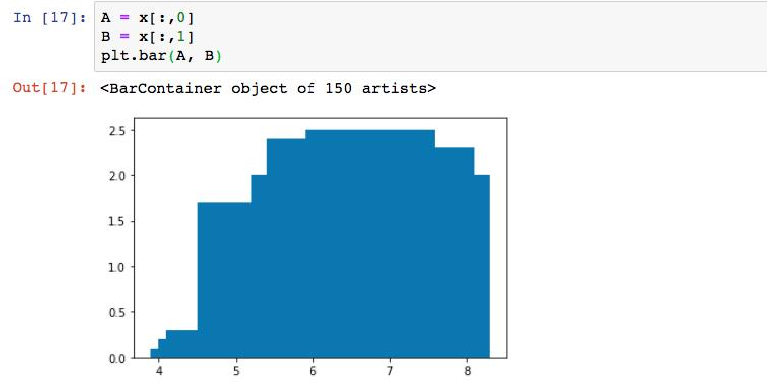 In [17]: A = x[:,0]
B = x[:,1]
plt.bar(A, B)
Out[17]: <BarContainer object of 150 artists>
2.5
2.0
1.5
1.0
0.5
0.0
4 5 6 7 8